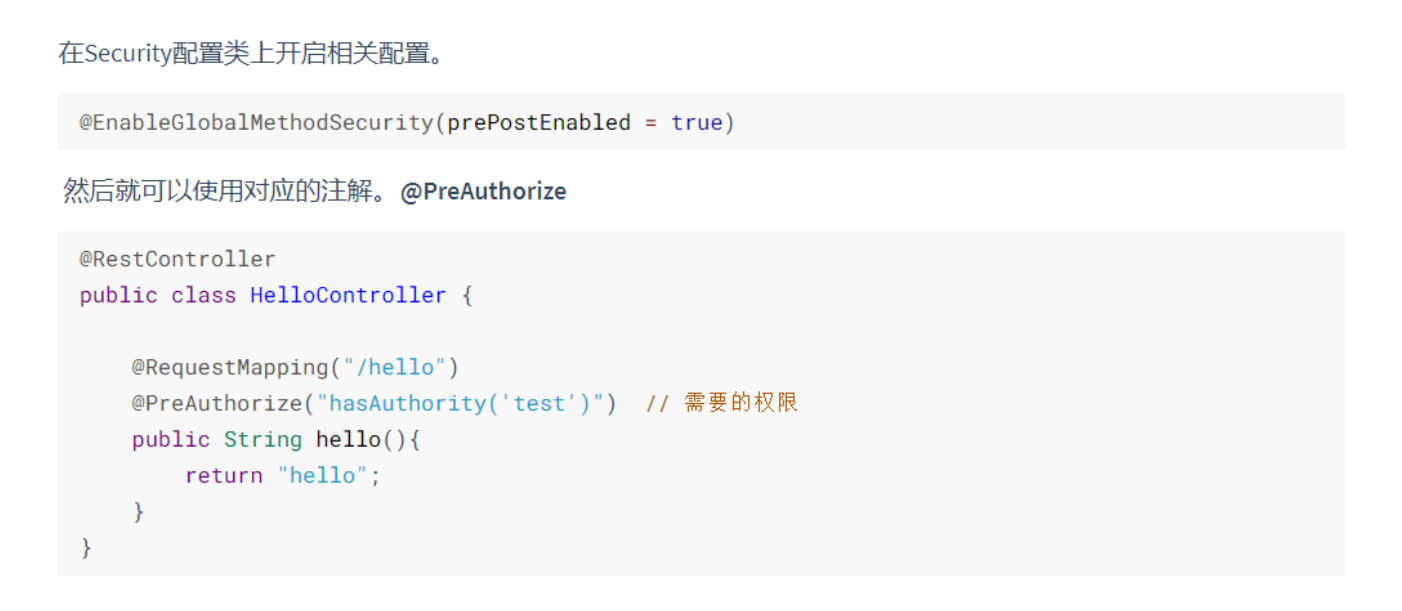 在Security配置类上开启相关配置。
@EnableGlobalMethodSecurity(prePostEnabled = true)
然后就可以使用对应的注解。@PreAuthorize
@RestController
public class HelloController {
    @RequestMapping("/hello")
    @PreAuthorize("hasAuthority('test')")  // 需要的权限
    public String hello(){
        return "hello";
    }
}